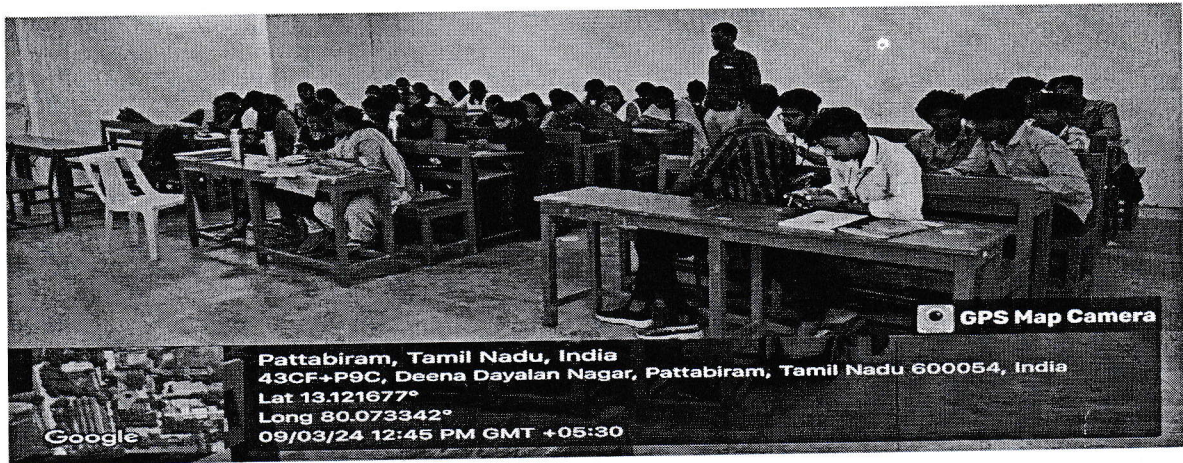 GPS Map Camera
Pattabiram, Tamil Nadu, India
43CF+P9C, Deena Dayalan Nagar, Pattabiram, Tamil Nadu 600054, India
Lat 13.121677°
Long 80.073342°
09/03/24 12:45 PM GMT +05:30
Google